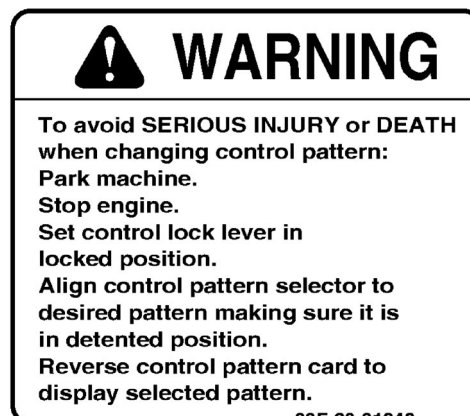 WARNING
To avoid SERIOUS INJURY or DEATH
when changing control pattern:
Park machine.
Stop engine.
Set control lock lever in
locked position.
Align control pattern selector to
desired pattern making sure it is
in detented position.
Reverse control pattern card to
display selected pattern.